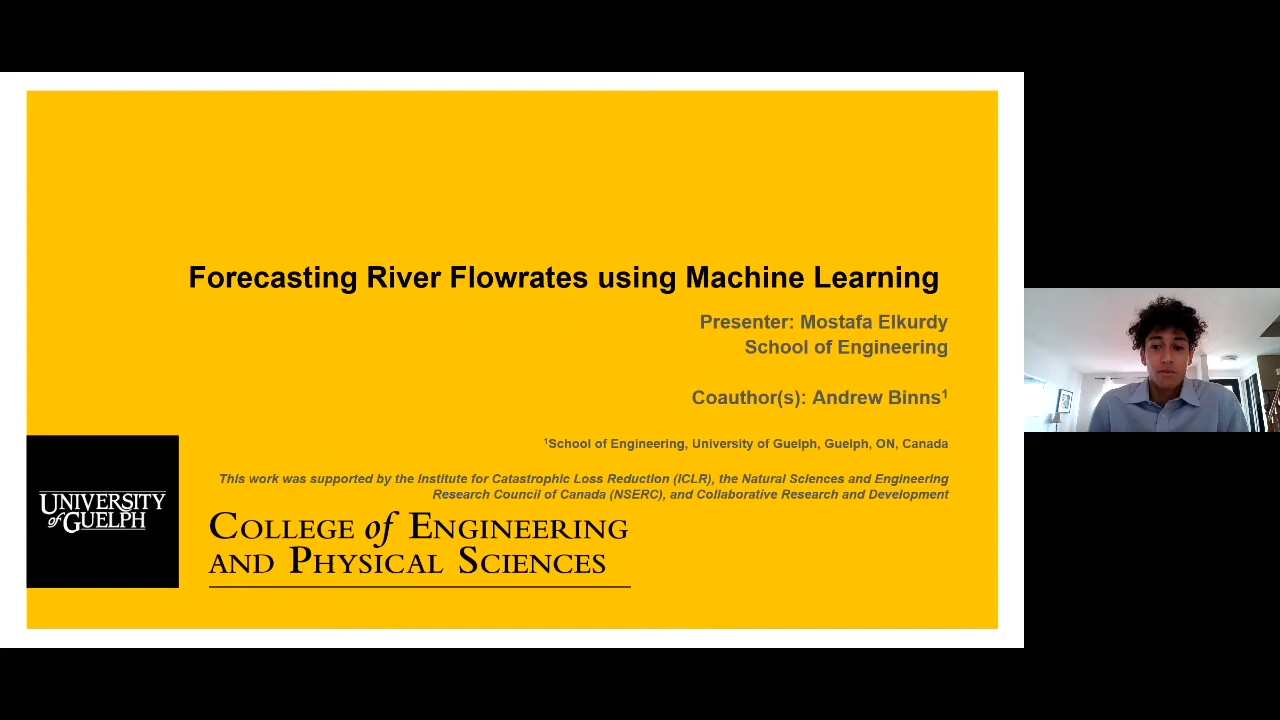 Forecasting River Flowrates using Machine Learning
Presenter: Mostafa Elkurdy
School of Engineering
Coauthor(s): Andrew Binns¹
¹School of Engineering, University of Guelph, Guelph, ON, Canada
This work was supported by the Institute for Catastrophic Loss Reduction (ICLR), the Natural Sciences and Engineering
Research Council of Canada (NSERC), and Collaborative Research and Development
UNIVERSITY
of GUELPH
COLLEGE of ENGINEERING
AND PHYSICAL SCIENCES